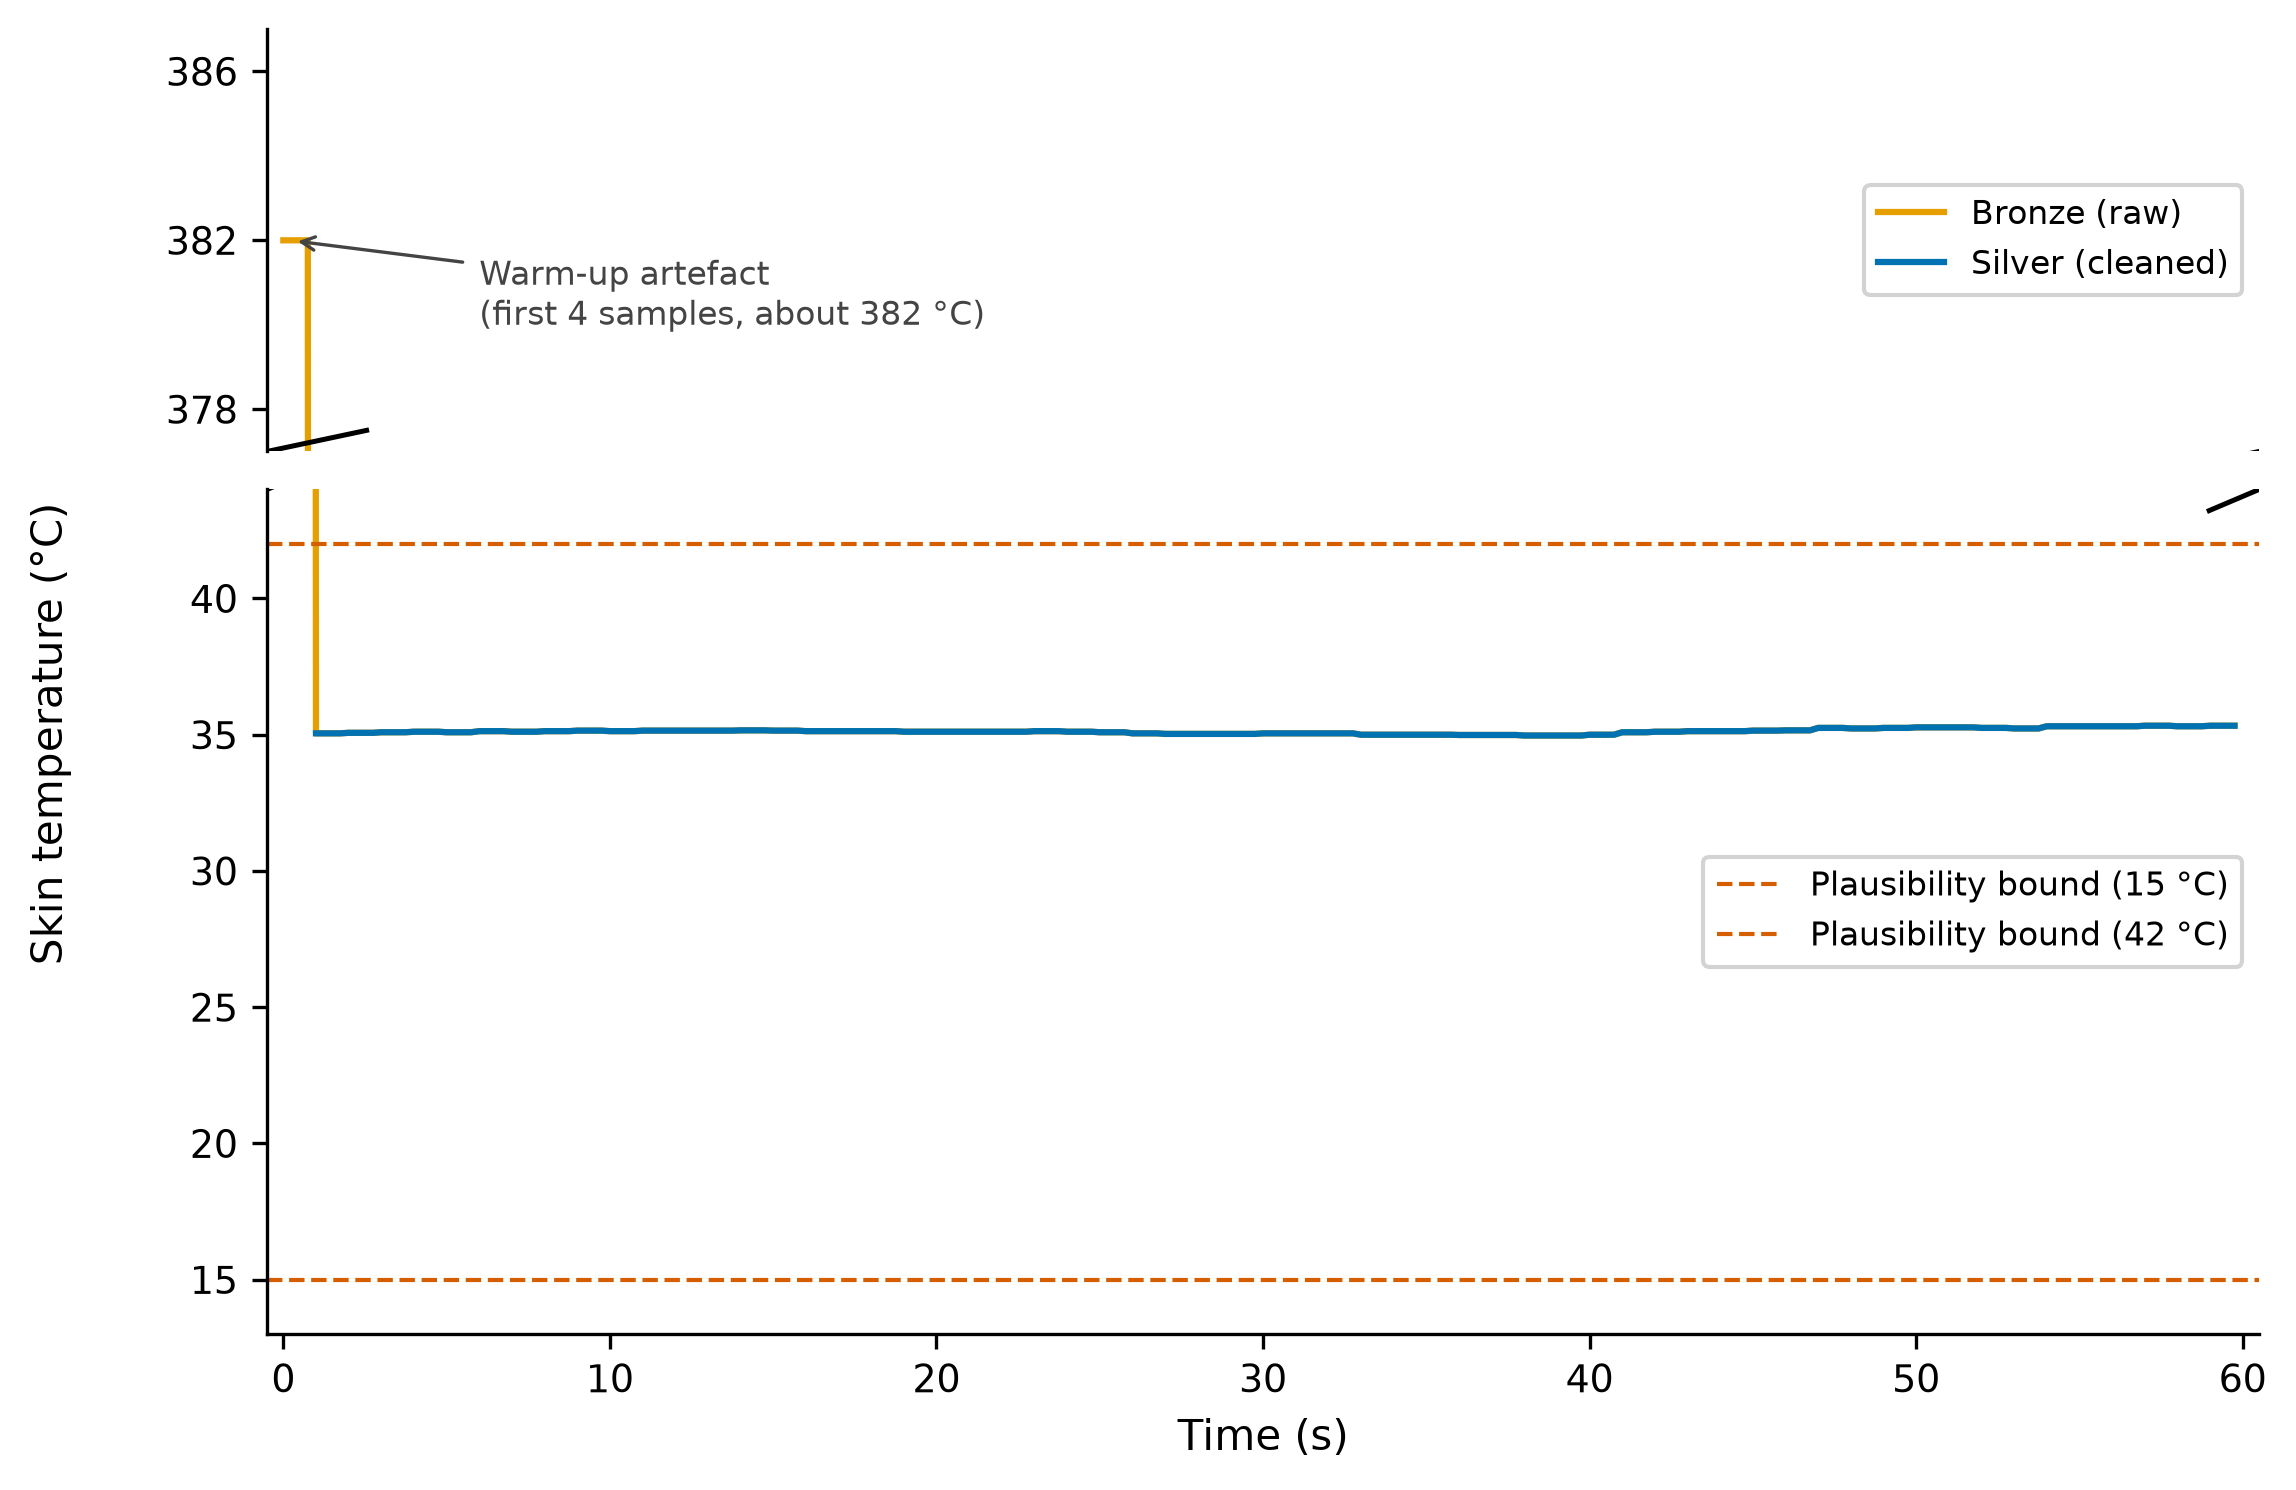 386
382
378
Bronze (raw)
Silver (cleaned)
Warm-up artefact
(first 4 samples, about 382 °C)
Skin temperature (°C)
40
35
30
25
20
15
Plausibility bound (15 °C)
Plausibility bound (42 °C)
0 10 20 30 40 50 60
Time (s)